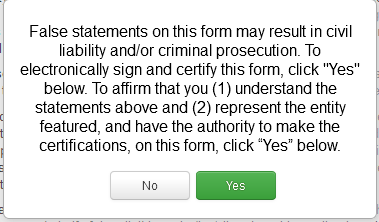 False statements on this form may result in civil
liability and/or criminal prosecution. To
electronically sign and certify this form, click "Yes"
below. To affirm that you (1) understand the
statements above and (2) represent the entity
featured, and have the authority to make the
certifications, on this form, click “Yes” below.
No
Yes